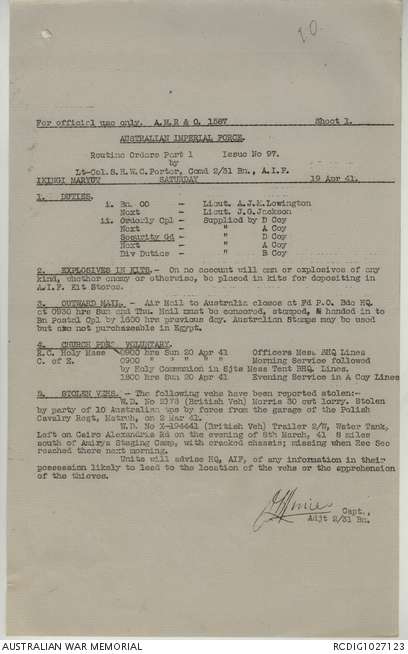 10.
For official use only. A.M.R & O. 1587 Sheet 1.
AUSTRALIAN IMPERIAL FORCE.
Routine Orders Part 1 Issue No 97.
by
Lt-Col. S.H.W.C. Porter, Comd 2/31 Bn., A.I.F.
IKINGI MARYUT SATURDAY 19 Apr 41.
1. DUTIES.
i. Bn. OO - Lieut. A.J.M. Lewington
Next - Lieut. J.G. Jackson
ii. Orderly Cpl - Supplied by D Coy
Next - " A Coy
Security Gd - " D Coy
Next - " A Coy
Div Duties - " B Coy
2. EXPLOSIVES IN KITS.- On no account will amn or explosives of any
kind, whether enemy or otherwise, be placed in kits for depositing in
A.I.F. Kit Stores.
3. OUTWARD MAIL. - Air Mail to Australia closes at Fd P.O. Bde HQ.
at 0930 hrs Sun and Thu. Mail must be censored, stamped, & handed in to
Bn Postal Cpl by 1600 hrs previous day. Australian Stamps may be used
but are not purchaseable in Egypt.
4. CHURCH VOLUNTARY.
R.C. Holy Mass 0900 hrs Sun 20 Apr 41 Officers Mess. BHQ Lines
C. of E. 0900 " " " " Morning Service followed
by Holy Communion in Sjts Mess Tent BHQ. Lines.
1800 hrs Sun 20 Apr 41 Evening Service in A Coy Lines
5. STOLEN VEHS. - The following vehs have been reported stolen:-
W.D. No 2373 (British Veh) Morris 30 cwt lorry. Stolen
by party of 10 Australian tps by force from the garage of the Polish
Cavalry Regt, Matruh, on 2 Mar 41.
W.D. No X-194441 (British Veh) Trailer 2/W, Water Tank,
Left on Cairo Alexandria Rd on the evening of 8th March, 41 8 miles
south of Amiry Staging Camp, with cracked chassis; missing when Rec Sec
reached there next morning.
Units will advise HQ, AIF, of any information in their
possession likely to lead to the location of the vehs or the apprehension
of the thieves.
Capt.,
Adjt 2/31 Bn.
AUSTRALIAN WAR MEMORIAL RCDIG1027123